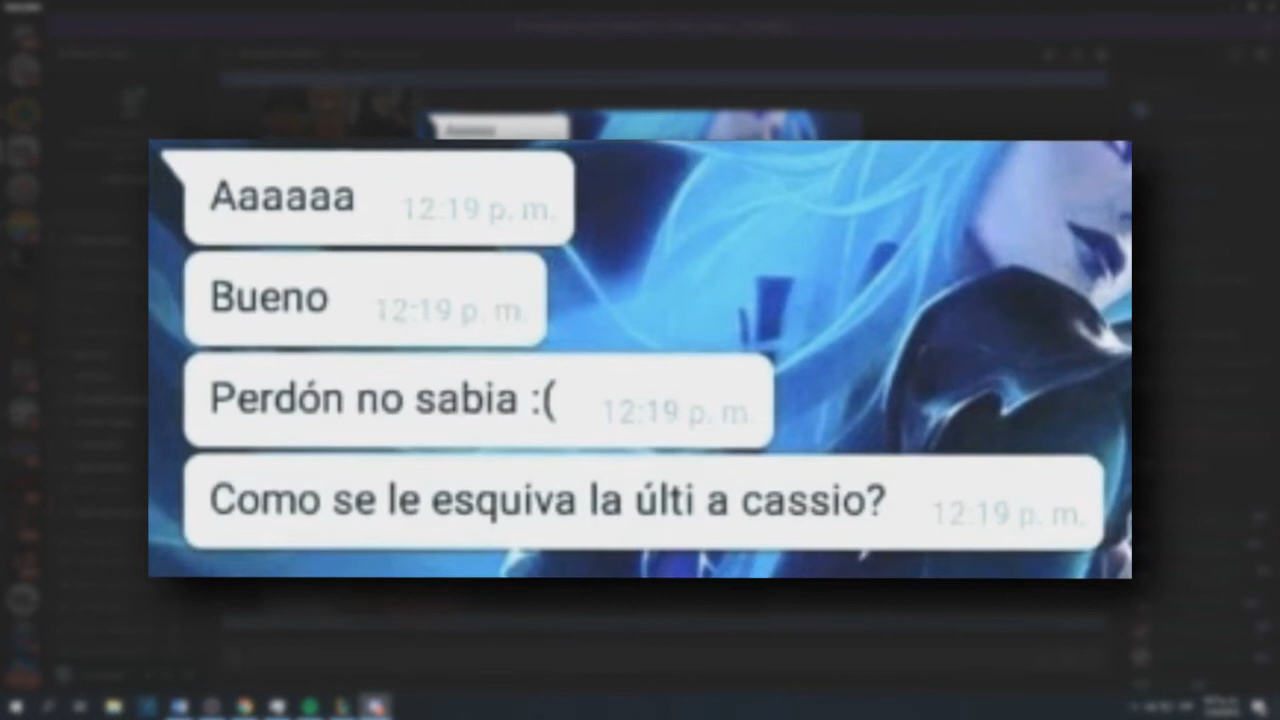 Aaaaaa 12:19 p. m.
Bueno 12:19 p. m.
Perdón no sabia :( 12:19 p. m.
Como se le esquiva la últi a cassio? 12:19 p. m.